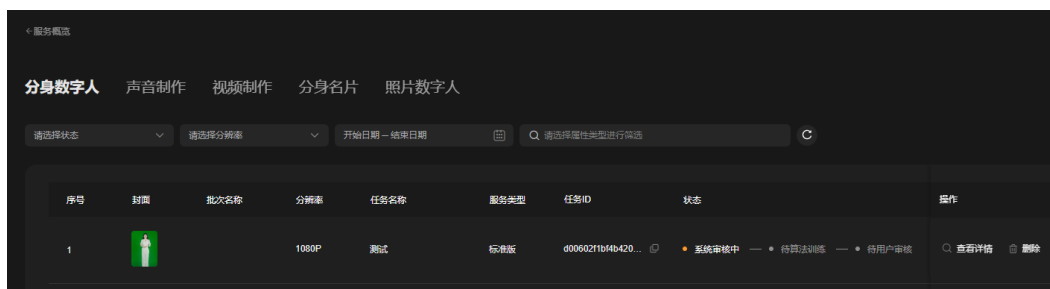 服务概览
分身数字人 声音制作 视频制作 分身名片 照片数字人
请选择状态 请选择分辨率 开始日期 – 结束日期 请选择属性类型进行筛选
序号 封面 批次名称 分辨率 任务名称 服务类型 任务ID 状态 操作
1 1080P 测试 标准版 d00602f1bf4b420... 系统审核中 — 待算法训练 — 待用户审核 查看详情 删除